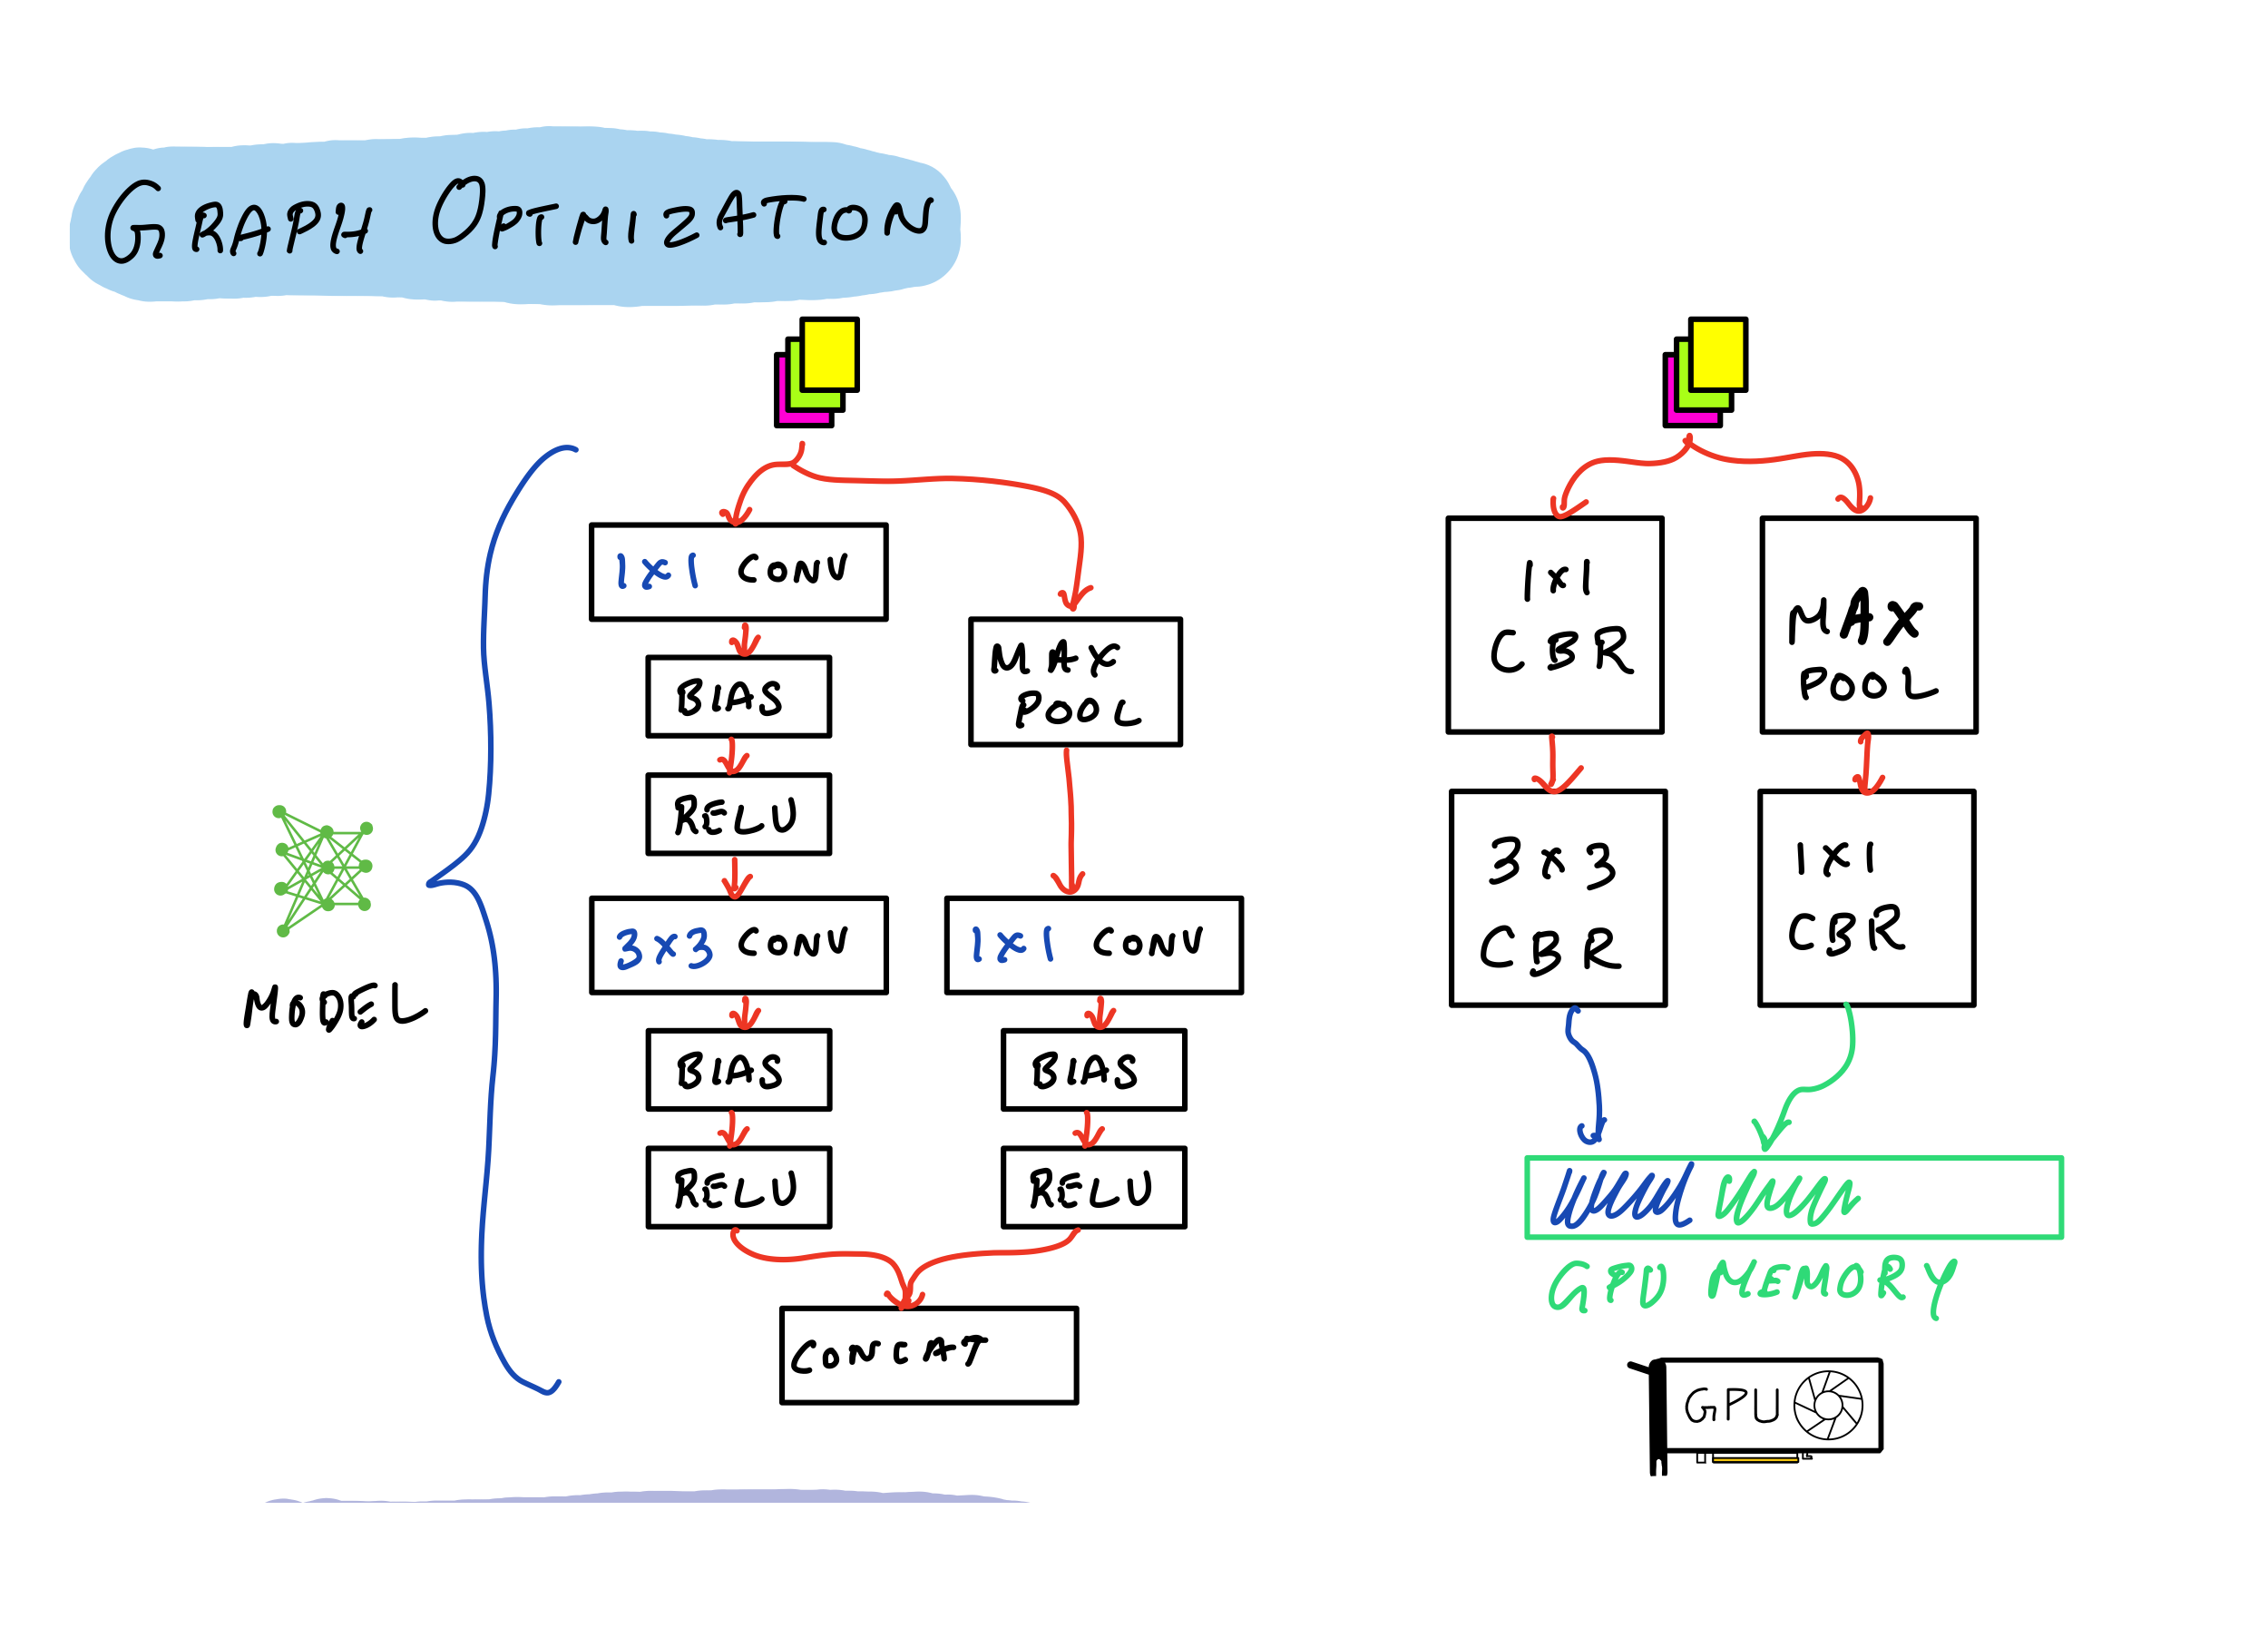 GRAPH OPTIMIZATION
1x1 CONV
BIAS
RELU
3x3 CONV
BIAS
RELU
MAX
POOL
1x1 CONV
BIAS
RELU
CONCAT
MODEL
1x1
CBR
3x3
CBR
MAX
POOL
1x1
CBR
GPU MEMORY
GPU